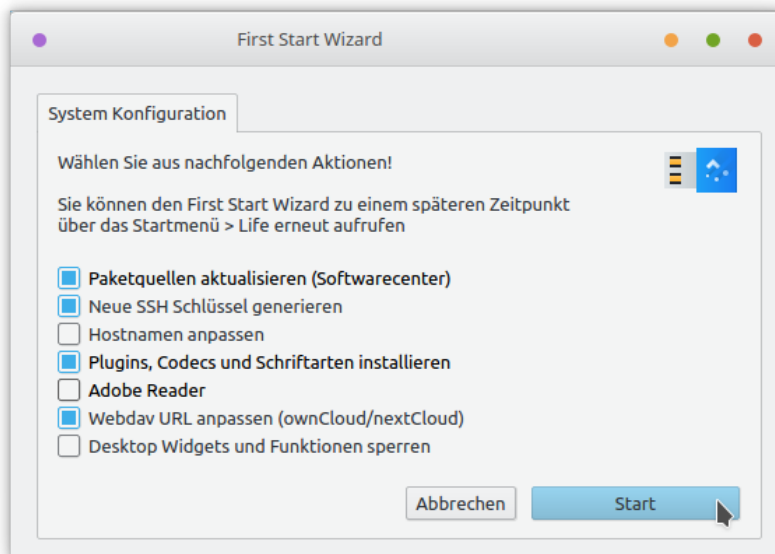 First Start Wizard
System Konfiguration
Wählen Sie aus nachfolgenden Aktionen!
Sie können den First Start Wizard zu einem späteren Zeitpunkt
über das Startmenü > Life erneut aufrufen
Paketquellen aktualisieren (Softwarecenter)
Neue SSH Schlüssel generieren
Hostnamen anpassen
Plugins, Codecs und Schriftarten installieren
Adobe Reader
Webdav URL anpassen (ownCloud/nextCloud)
Desktop Widgets und Funktionen sperren
Abbrechen
Start